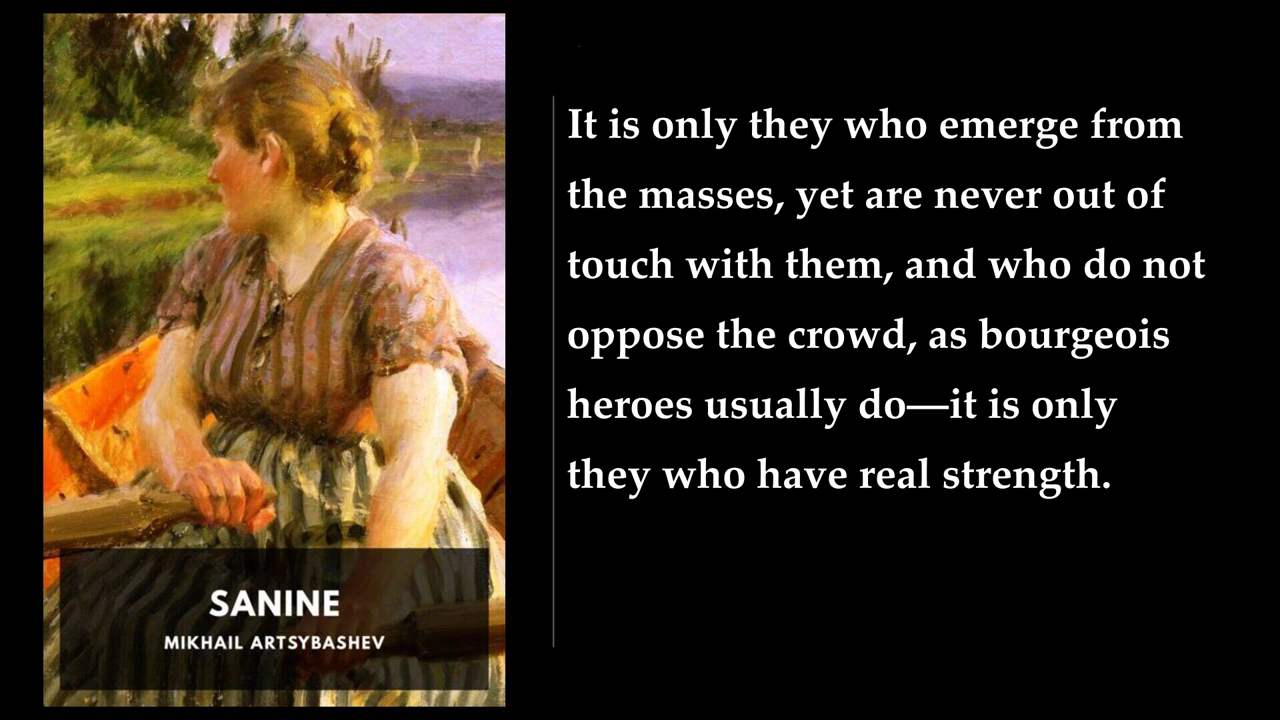 It is only they who emerge from
the masses, yet are never out of
touch with them, and who do not
oppose the crowd, as bourgeois
heroes usually do—it is only
they who have real strength.
SANINE
MIKHAIL ARTSYBASHEV